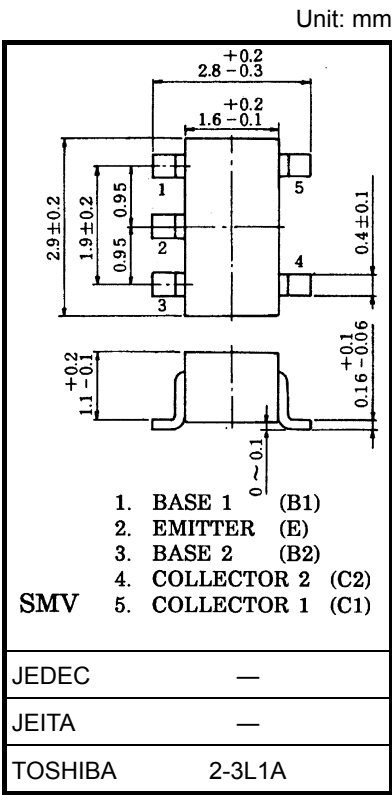 Unit: mm
+0.2
2.8 −0.3
+0.2
1.6 −0.1
1
5
0.95
2.9±0.2
1.9±0.2
2
0.4±0.1
0.95
4
3
+0.2
1.1−0.1
+0.1
0.16−0.06
0 ~ 0.1
1. BASE 1 (B1)
2. EMITTER (E)
3. BASE 2 (B2)
4. COLLECTOR 2 (C2)
SMV 5. COLLECTOR 1 (C1)
JEDEC —
JEITA —
TOSHIBA 2-3L1A